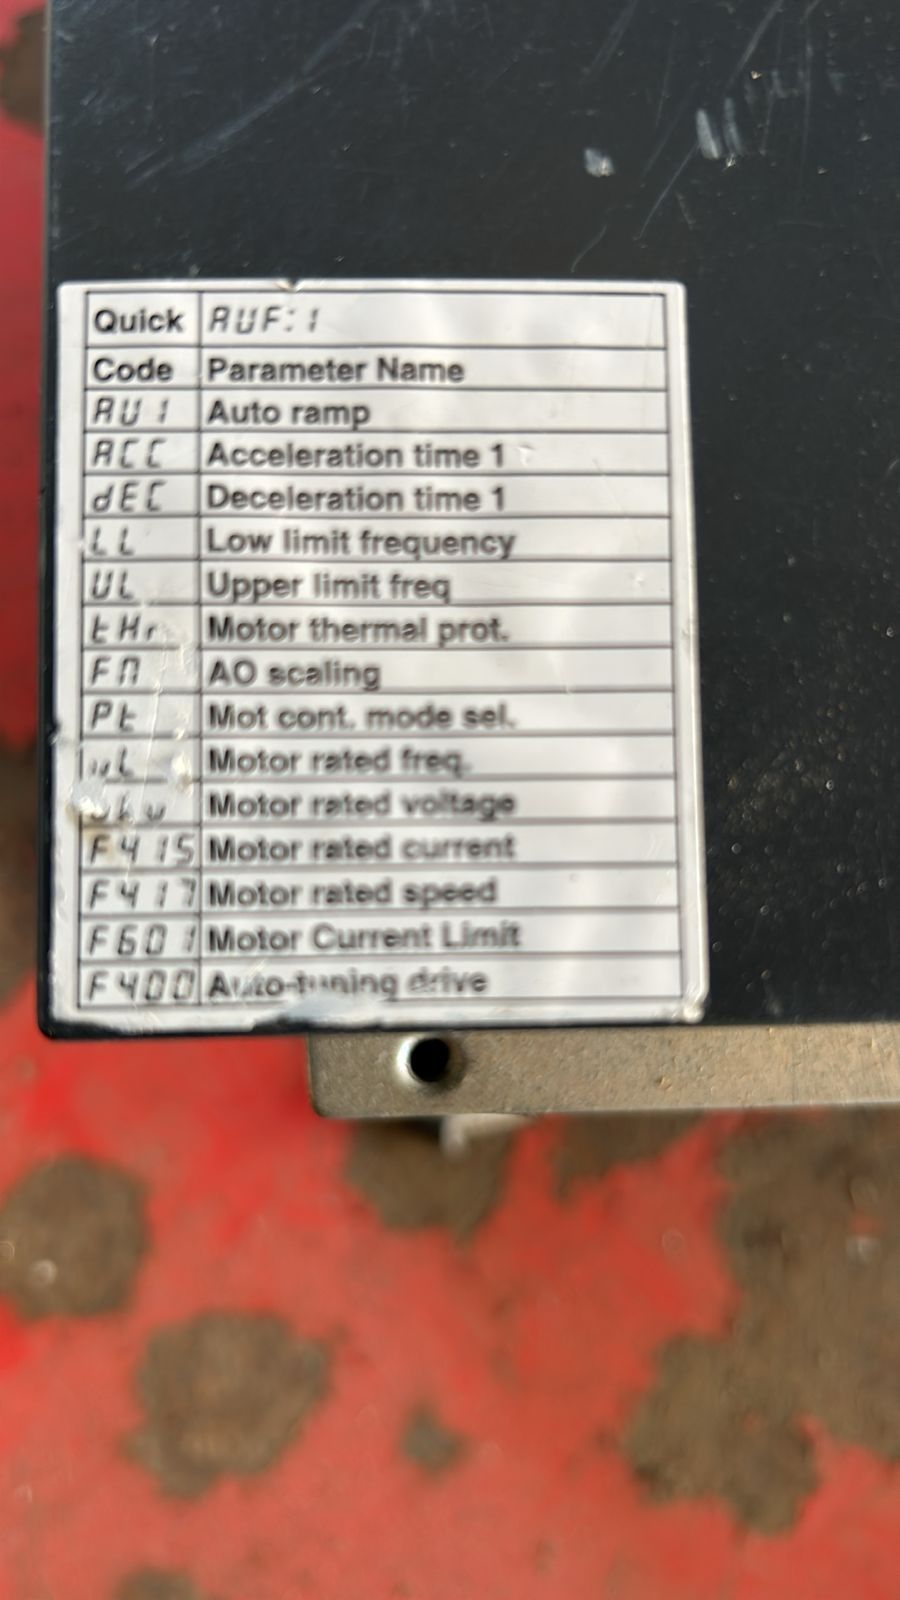 Quick AUF:1
Code Parameter Name
AU1 Auto ramp
ACC Acceleration time 1
dEC Deceleration time 1
LL Low limit frequency
UL Upper limit freq
tHr Motor thermal prot.
FM AO scaling
Pt Mot cont. mode sel.
Motor rated freq.
Motor rated voltage
F415 Motor rated current
F417 Motor rated speed
F601 Motor Current Limit
F400 Auto-tuning drive